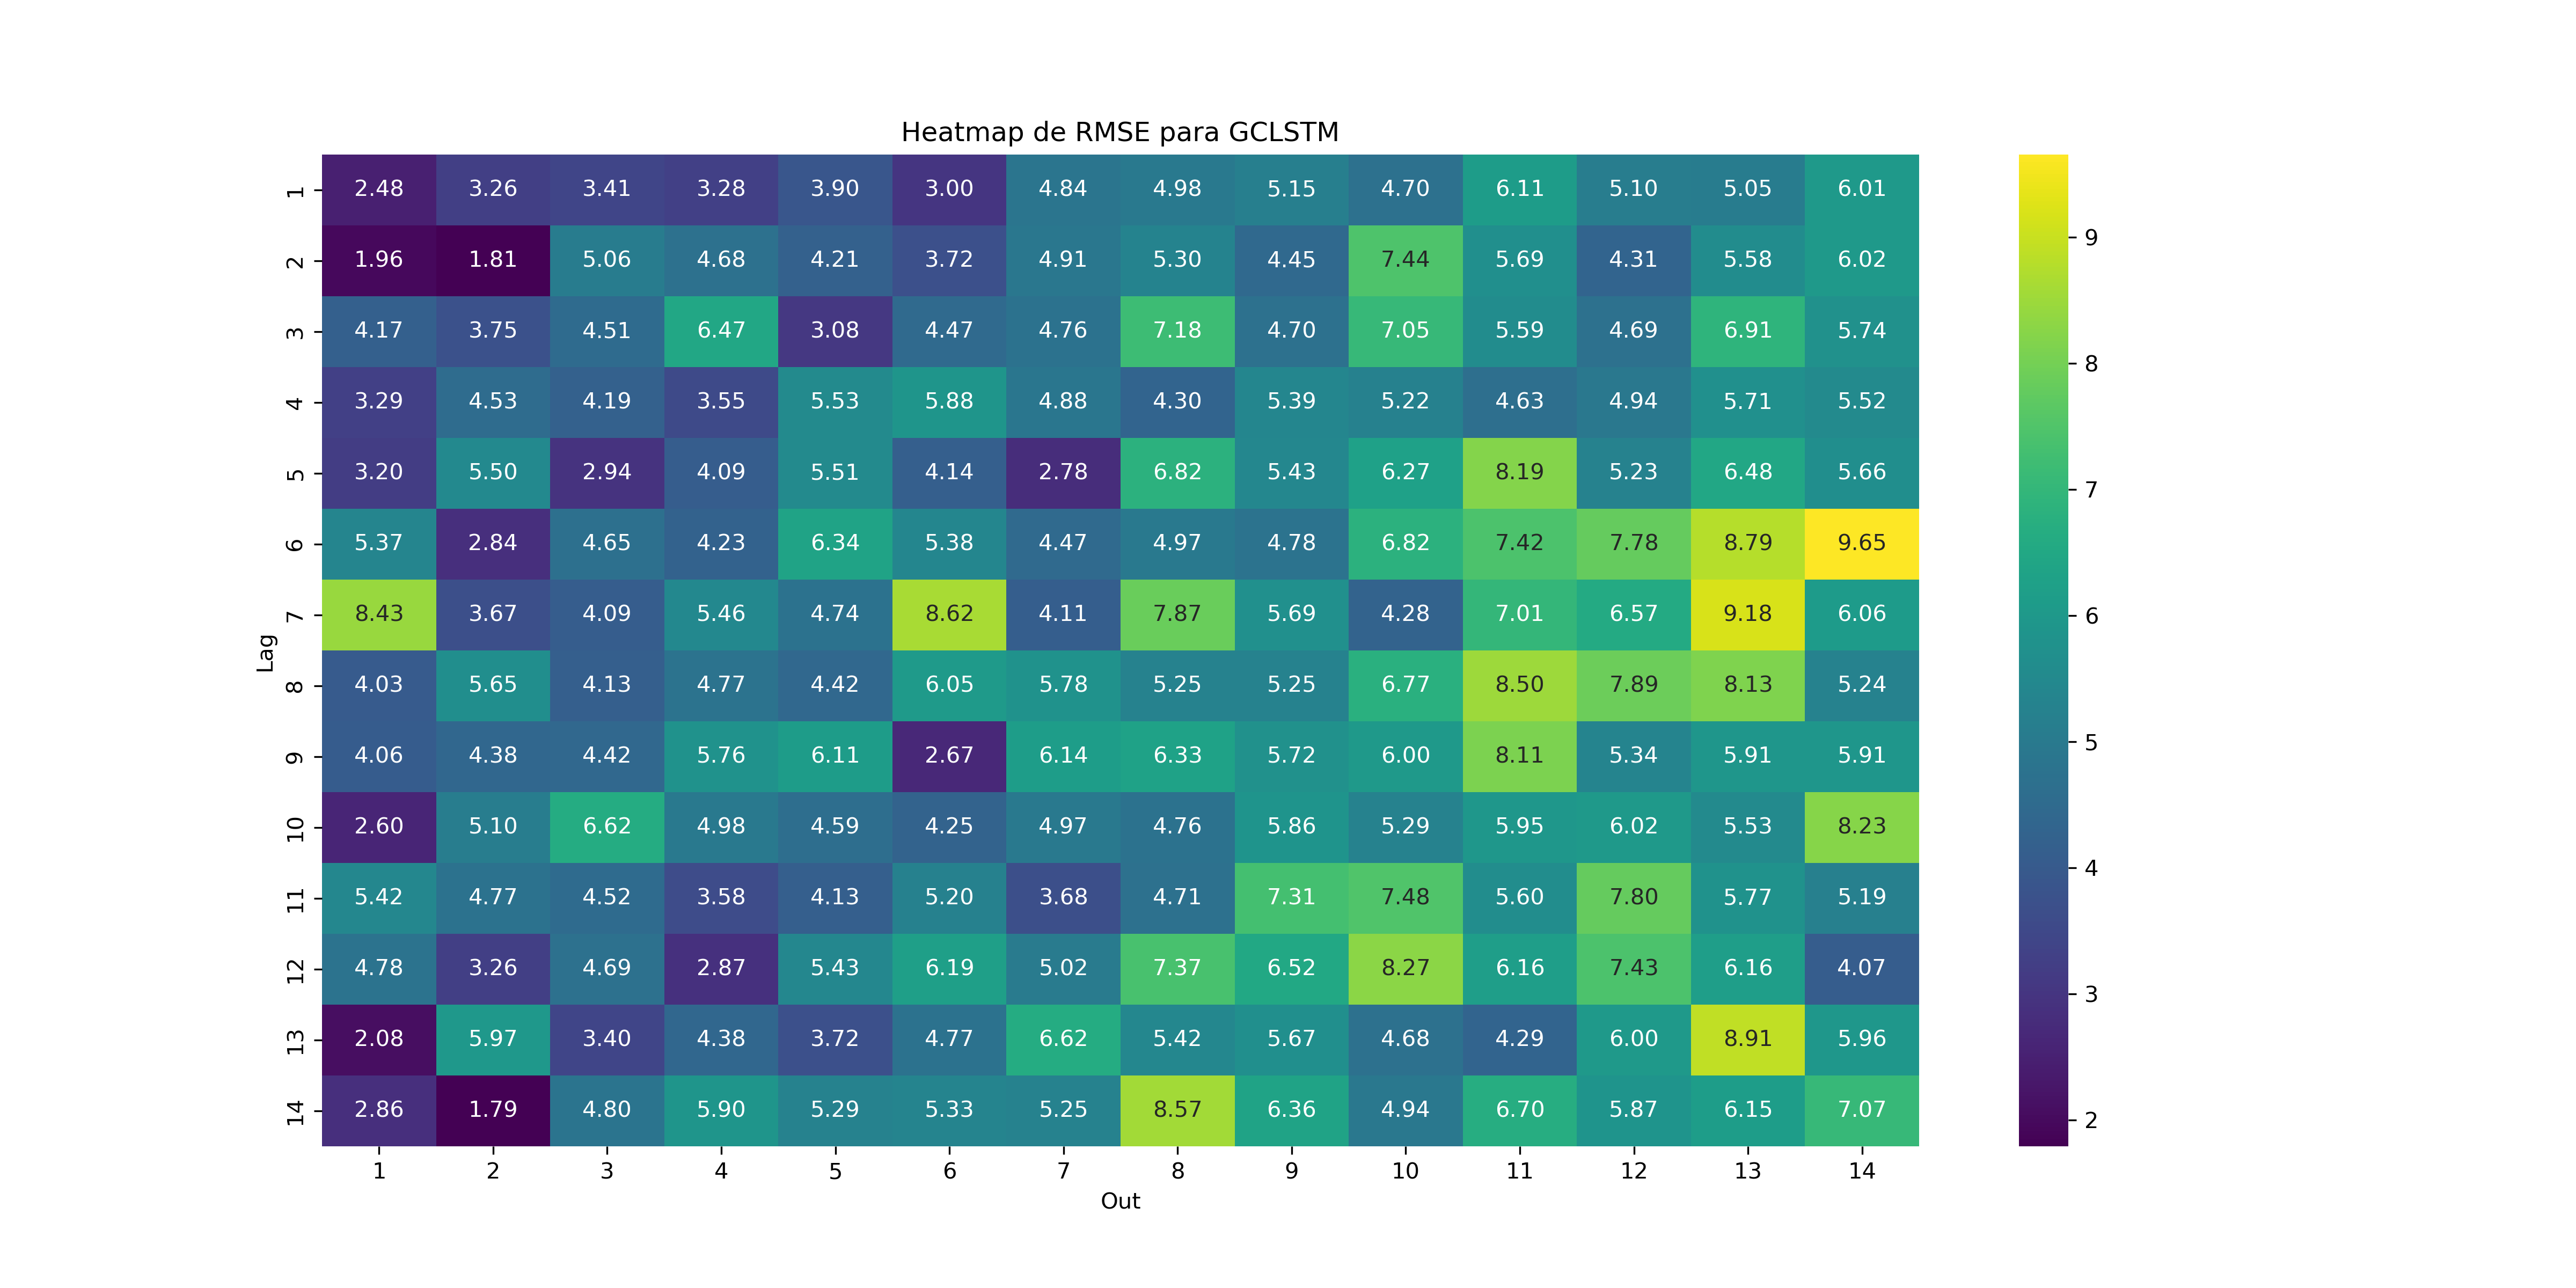 Heatmap de RMSE para GCLSTM
1 2.48 3.26 3.41 3.28 3.90 3.00 4.84 4.98 5.15 4.70 6.11 5.10 5.05 6.01
2 1.96 1.81 5.06 4.68 4.21 3.72 4.91 5.30 4.45 7.44 5.69 4.31 5.58 6.02
3 4.17 3.75 4.51 6.47 3.08 4.47 4.76 7.18 4.70 7.05 5.59 4.69 6.91 5.74
4 3.29 4.53 4.19 3.55 5.53 5.88 4.88 4.30 5.39 5.22 4.63 4.94 5.71 5.52
5 3.20 5.50 2.94 4.09 5.51 4.14 2.78 6.82 5.43 6.27 8.19 5.23 6.48 5.66
6 5.37 2.84 4.65 4.23 6.34 5.38 4.47 4.97 4.78 6.82 7.42 7.78 8.79 9.65
7 8.43 3.67 4.09 5.46 4.74 8.62 4.11 7.87 5.69 4.28 7.01 6.57 9.18 6.06
8 4.03 5.65 4.13 4.77 4.42 6.05 5.78 5.25 5.25 6.77 8.50 7.89 8.13 5.24
9 4.06 4.38 4.42 5.76 6.11 2.67 6.14 6.33 5.72 6.00 8.11 5.34 5.91 5.91
10 2.60 5.10 6.62 4.98 4.59 4.25 4.97 4.76 5.86 5.29 5.95 6.02 5.53 8.23
11 5.42 4.77 4.52 3.58 4.13 5.20 3.68 4.71 7.31 7.48 5.60 7.80 5.77 5.19
12 4.78 3.26 4.69 2.87 5.43 6.19 5.02 7.37 6.52 8.27 6.16 7.43 6.16 4.07
13 2.08 5.97 3.40 4.38 3.72 4.77 6.62 5.42 5.67 4.68 4.29 6.00 8.91 5.96
14 2.86 1.79 4.80 5.90 5.29 5.33 5.25 8.57 6.36 4.94 6.70 5.87 6.15 7.07
1 2 3 4 5 6 7 8 9 10 11 12 13 14
Out
Lag
9
8
7
6
5
4
3
2